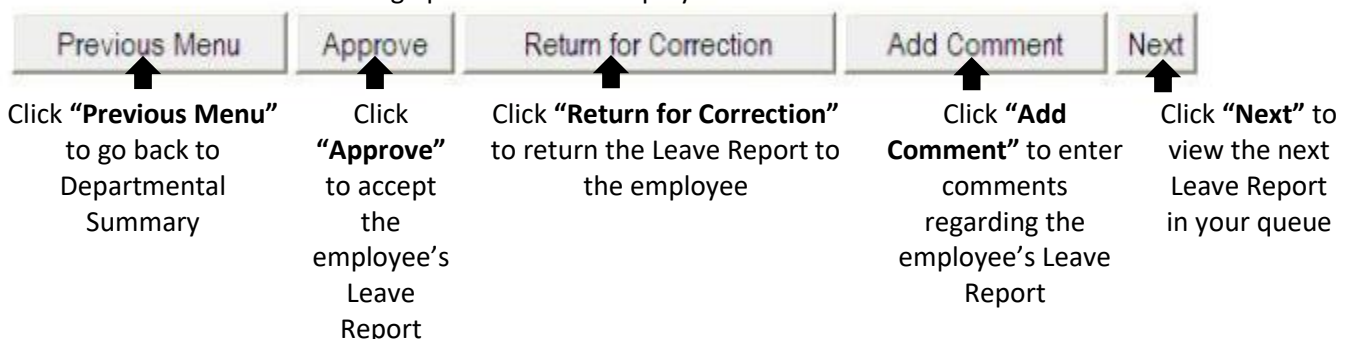 Previous Menu Approve Return for Correction Add Comment Next
Click “Previous Menu”
to go back to
Departmental
Summary
Click
“Approve”
to accept
the
employee’s
Leave
Report
Click “Return for Correction”
to return the Leave Report to
the employee
Click “Add
Comment” to enter
comments
regarding the
employee’s Leave
Report
Click “Next” to
view the next
Leave Report
in your queue